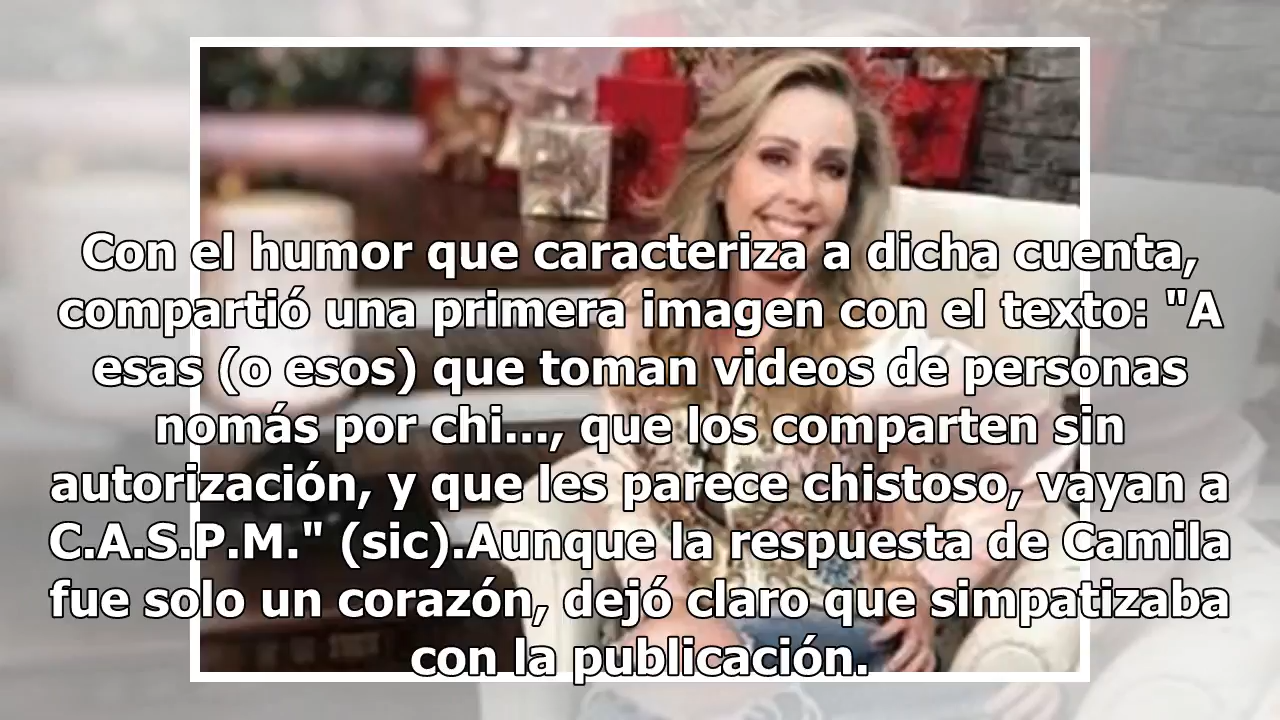 Con el humor que caracteriza a dicha cuenta,
compartió una primera imagen con el texto: "A
esas (o esos) que toman videos de personas
nomás por chi..., que los comparten sin
autorización, y que les parece chistoso, vayan a
C.A.S.P.M." (sic).Aunque la respuesta de Camila
fue solo un corazón, dejó claro que simpatizaba
con la publicación.